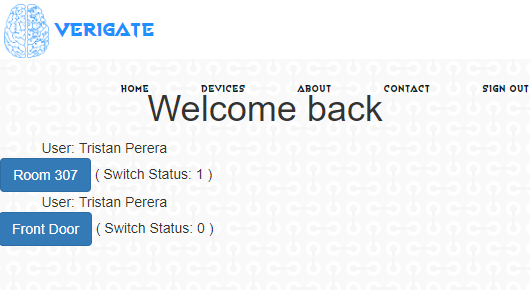 VERIGATE
HOME DEVICES ABOUT CONTACT SIGN OUT
Welcome back
User: Tristan Perera
Room 307 ( Switch Status: 1 )
User: Tristan Perera
Front Door ( Switch Status: 0 )